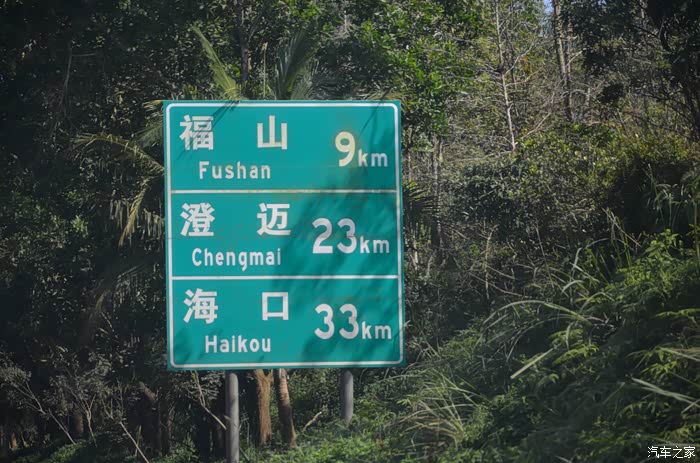 福山 9km
Fushan
澄迈 23km
Chengmai
海口 33km
Haikou
汽车之家